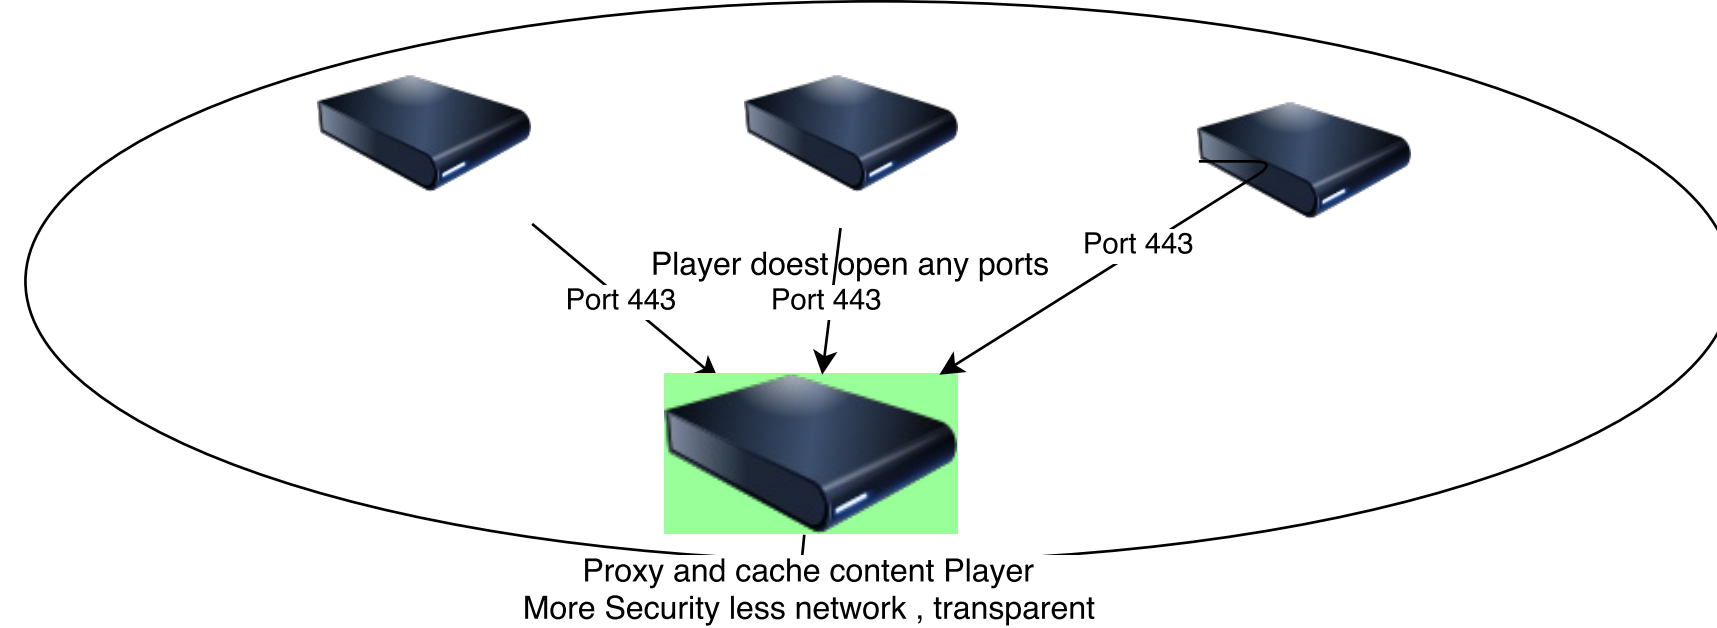 Port 443
Player doest open any ports
Port 443
Port 443
Proxy and cache content Player
More Security less network , transparent